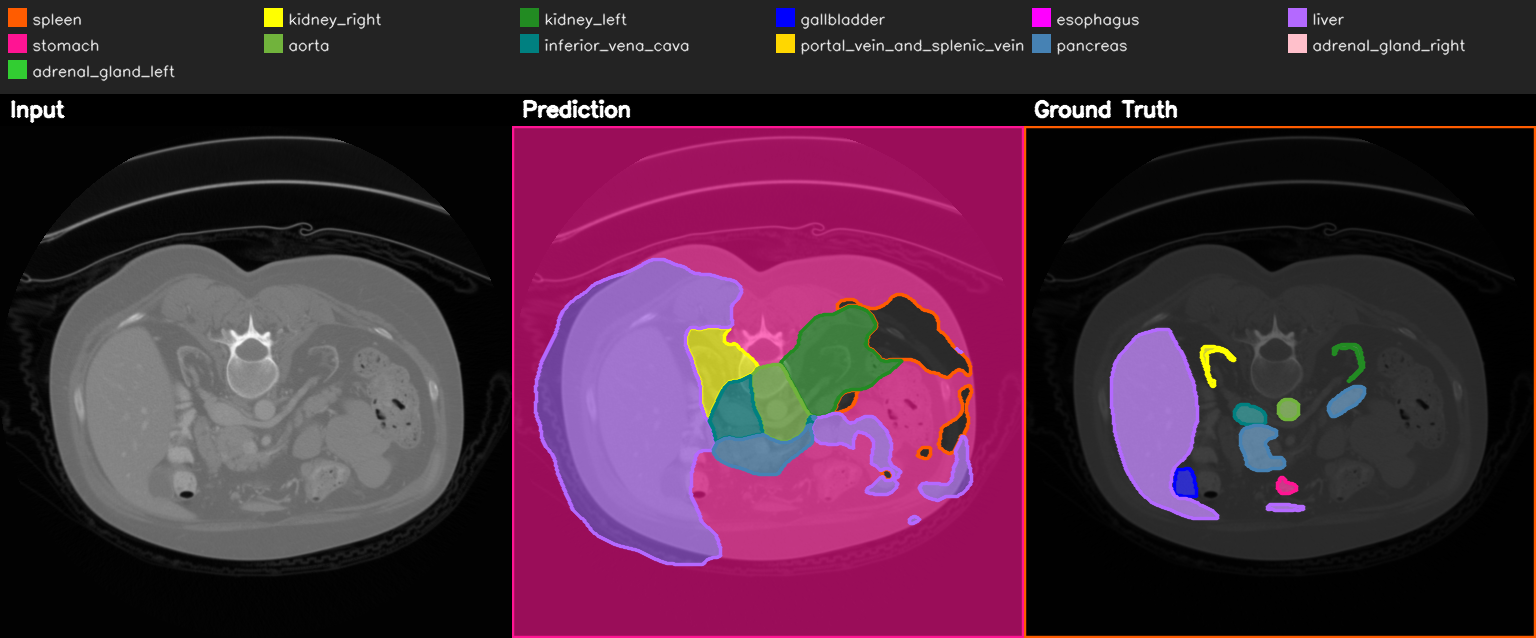 spleen kidney_right kidney_left gallbladder esophagus liver
stomach aorta inferior_vena_cava portal_vein_and_splenic_vein pancreas adrenal_gland_right
adrenal_gland_left
Input Prediction Ground Truth